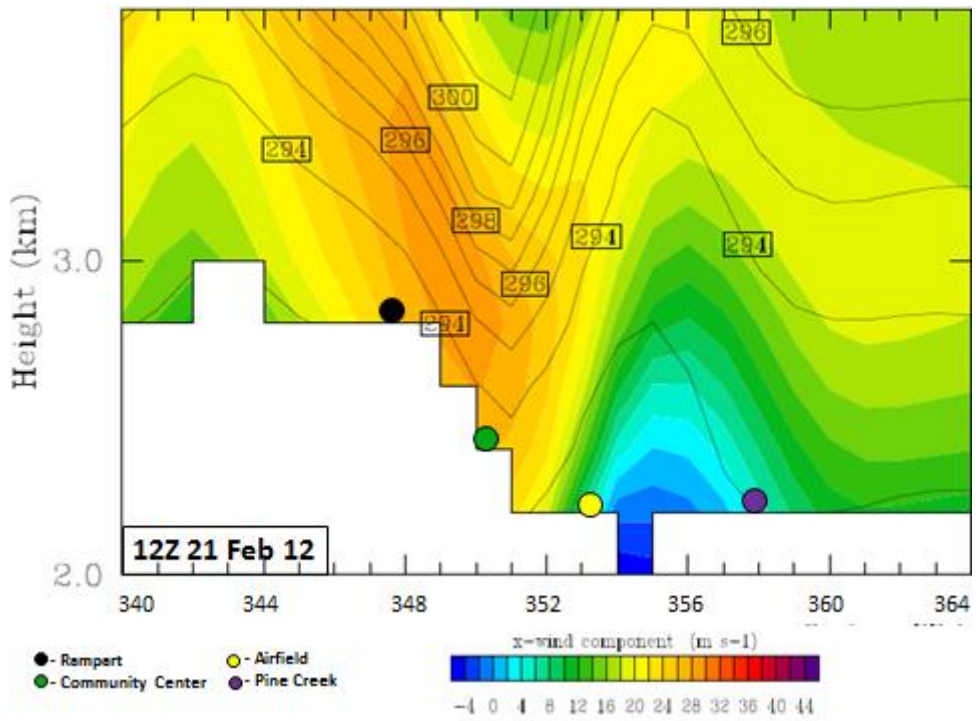 296
300
294
296
298
294
294
3.0
296
294
Height (km)
12Z 21 Feb 12
2.0
340 344 348 352 356 360 364
x-wind component (m s-1)
- Rampart - Airfield
- Community Center - Pine Creek
-4 0 4 8 12 16 20 24 28 32 36 40 44